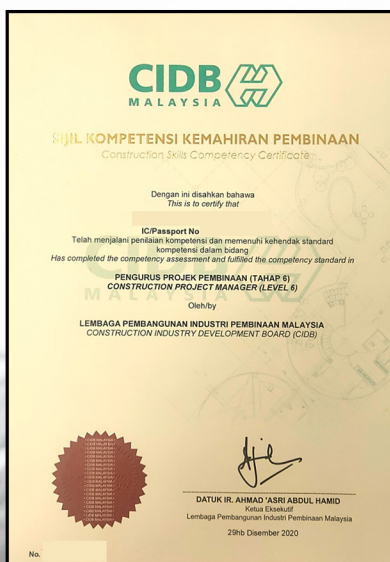 CIDB
MALAYSIA
SIJIL KOMPETENSI KEMAHIRAN PEMBINAAN
Construction Skills Competency Certificate
Dengan ini disahkan bahawa
This is to certify that
IC/Passport No
Telah menjalani penilaian kompetensi dan memenuhi kehendak standard
kompetensi dalam bidang
Has completed the competency assessment and fulfilled the competency standard in
PENGURUS PROJEK PEMBINAAN (TAHAP 6)
CONSTRUCTION PROJECT MANAGER (LEVEL 6)
Oleh/by
LEMBAGA PEMBANGUNAN INDUSTRI PEMBINAAN MALAYSIA
CONSTRUCTION INDUSTRY DEVELOPMENT BOARD (CIDB)
DATUK IR. AHMAD 'ASRI ABDUL HAMID
Ketua Eksekutif
Lembaga Pembangunan Industri Pembinaan Malaysia
29hb Disember 2020
No.